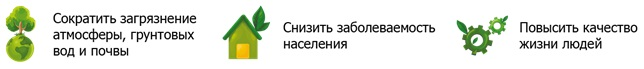 Сократить загрязнение
атмосферы, грунтовых
вод и почвы
Снизить заболеваемость
населения
Повысить качество
жизни людей